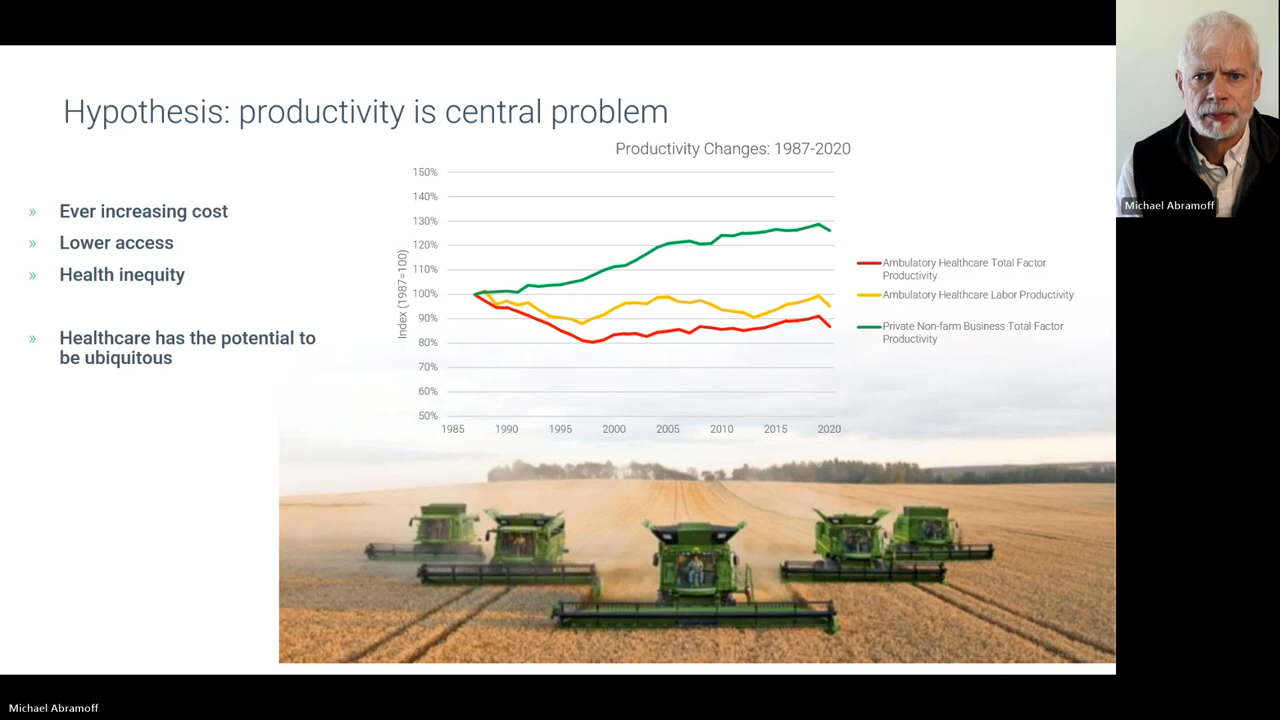 Hypothesis: productivity is central problem
» Ever increasing cost
» Lower access
» Health inequity
» Healthcare has the potential to
be ubiquitous
Productivity Changes: 1987-2020
Index (1987=100)
150%
140%
130%
120%
110%
100%
90%
80%
70%
60%
50%
1985 1990 1995 2000 2005 2010 2015 2020
Ambulatory Healthcare Total Factor
Productivity
Ambulatory Healthcare Labor Productivity
Private Non-farm Business Total Factor
Productivity
Michael Abramoff
Michael Abramoff